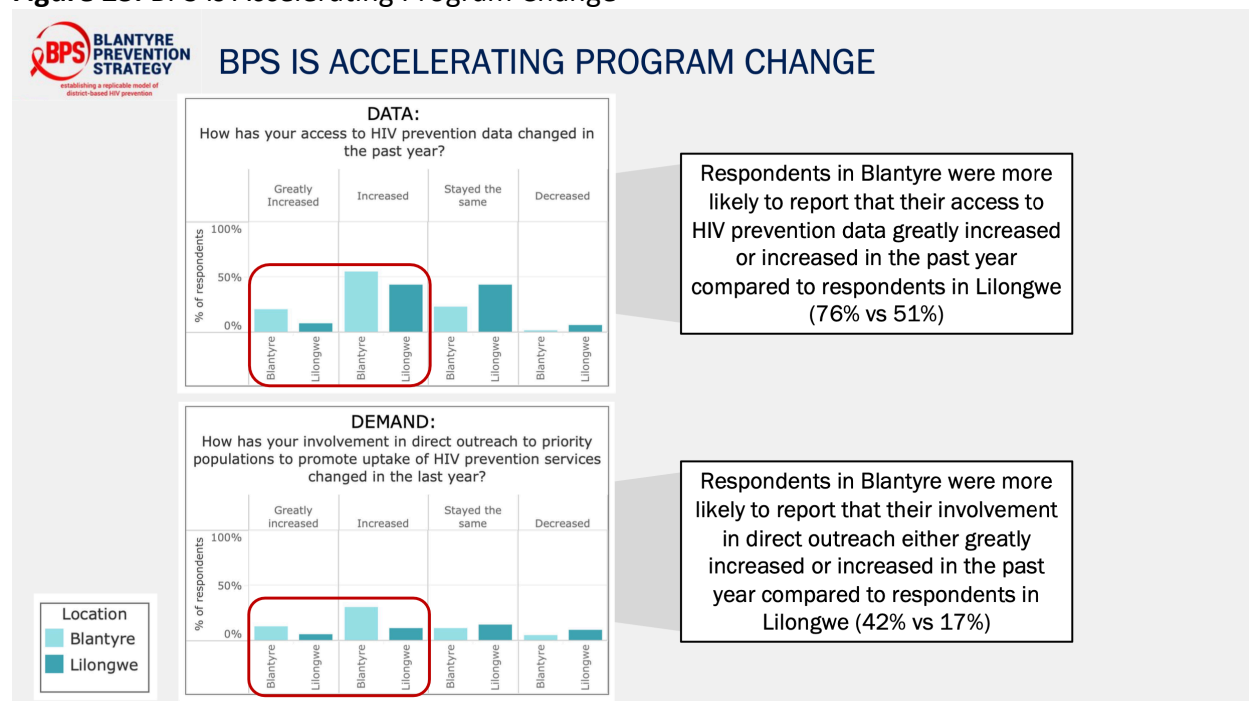 BPS is Accelerating Program Change
BPS
BLANTYRE
PREVENTION
STRATEGY
establishing a replicable model of
district-based HIV prevention
BPS IS ACCELERATING PROGRAM CHANGE
DATA:
How has your access to HIV prevention data changed in
the past year?
Greatly
Increased
Increased
Stayed the
same
Decreased
% of respondents
100%
50%
0%
Blantyre
Lilongwe
Blantyre
Lilongwe
Blantyre
Lilongwe
Blantyre
Lilongwe
Respondents in Blantyre were more
likely to report that their access to
HIV prevention data greatly increased
or increased in the past year
compared to respondents in Lilongwe
(76% vs 51%)
DEMAND:
How has your involvement in direct outreach to priority
populations to promote uptake of HIV prevention services
changed in the last year?
Greatly
increased
Increased
Stayed the
same
Decreased
% of respondents
100%
50%
0%
Blantyre
Lilongwe
Blantyre
Lilongwe
Blantyre
Lilongwe
Blantyre
Lilongwe
Respondents in Blantyre were more
likely to report that their involvement
in direct outreach either greatly
increased or increased in the past
year compared to respondents in
Lilongwe (42% vs 17%)
Location
Blantyre
Lilongwe